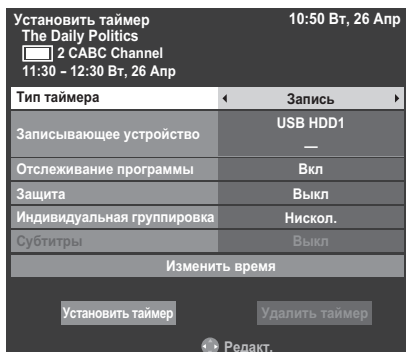 Установить таймер 10:50 Вт, 26 Апр
The Daily Politics
2 CABC Channel
11:30 - 12:30 Вт, 26 Апр
Тип таймера Запись
Записывающее устройство USB HDD1
—
Отслеживание программы Вкл
Защита Выкл
Индивидуальная группировка Нискол.
Субтитры Выкл
Изменить время
Установить таймер Удалить таймер
Редакт.